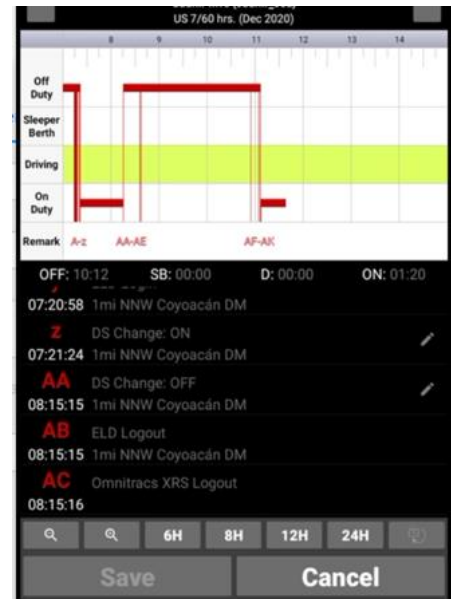 US 7/60 hrs. (Dec 2020)
8 9 10 11 12 13 14
Off
Duty
Sleeper
Berth
Driving
On
Duty
Remark A-z AA-AE AF-AK
OFF: 10:12 SB: 00:00 D: 00:00 ON: 01:20
07:20:58 1mi NNW Coyoacán DM
z DS Change: ON
07:21:24 1mi NNW Coyoacán DM
AA DS Change: OFF
08:15:15 1mi NNW Coyoacán DM
AB ELD Logout
08:15:15 1mi NNW Coyoacán DM
AC Omnitracs XRS Logout
08:15:16
6H 8H 12H 24H
Save Cancel